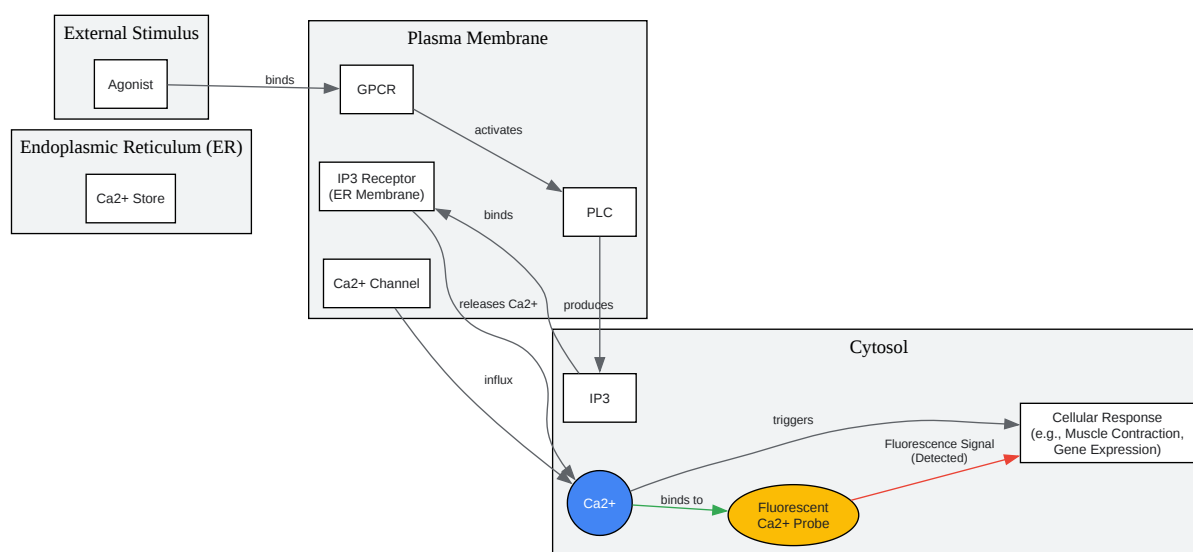 External Stimulus
Agonist
binds
Plasma Membrane
GPCR
activates
Endoplasmic Reticulum (ER)
Ca2+ Store
IP3 Receptor
(ER Membrane)
binds
PLC
Ca2+ Channel
releases Ca2+
produces
Cytosol
influx
IP3
triggers
Cellular Response
(e.g., Muscle Contraction,
Gene Expression)
Fluorescence Signal
(Detected)
Ca2+
binds to
Fluorescent
Ca2+ Probe